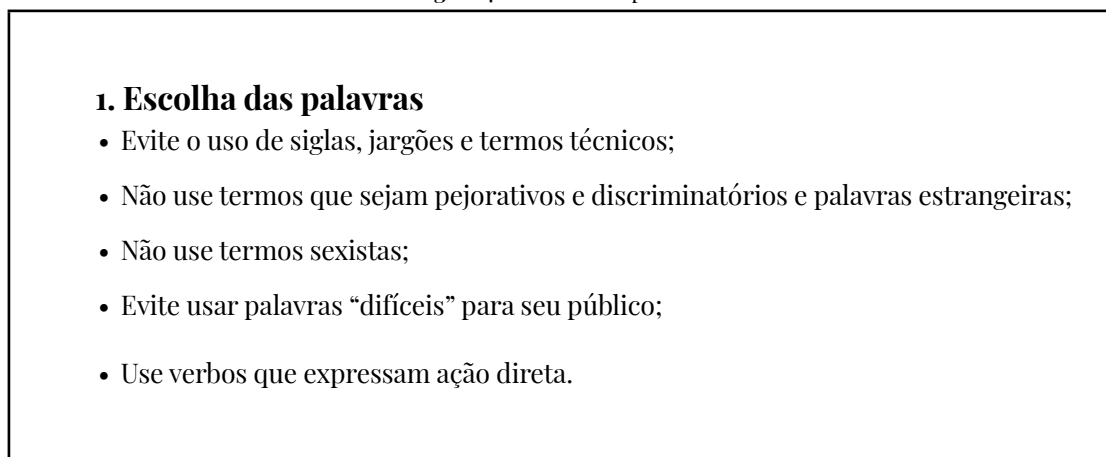 1. Escolha das palavras
• Evite o uso de siglas, jargões e termos técnicos;
• Não use termos que sejam pejorativos e discriminatórios e palavras estrangeiras;
• Não use termos sexistas;
• Evite usar palavras “difíceis” para seu público;
• Use verbos que expressam ação direta.